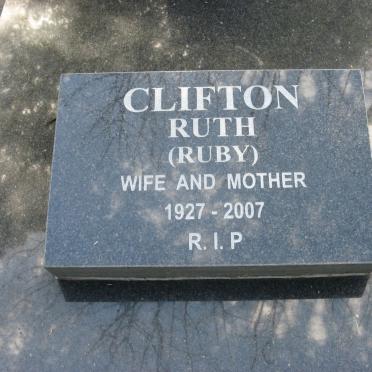 CLIFTON
RUTH
(RUBY)
WIFE AND MOTHER
1927 - 2007
R. I. P